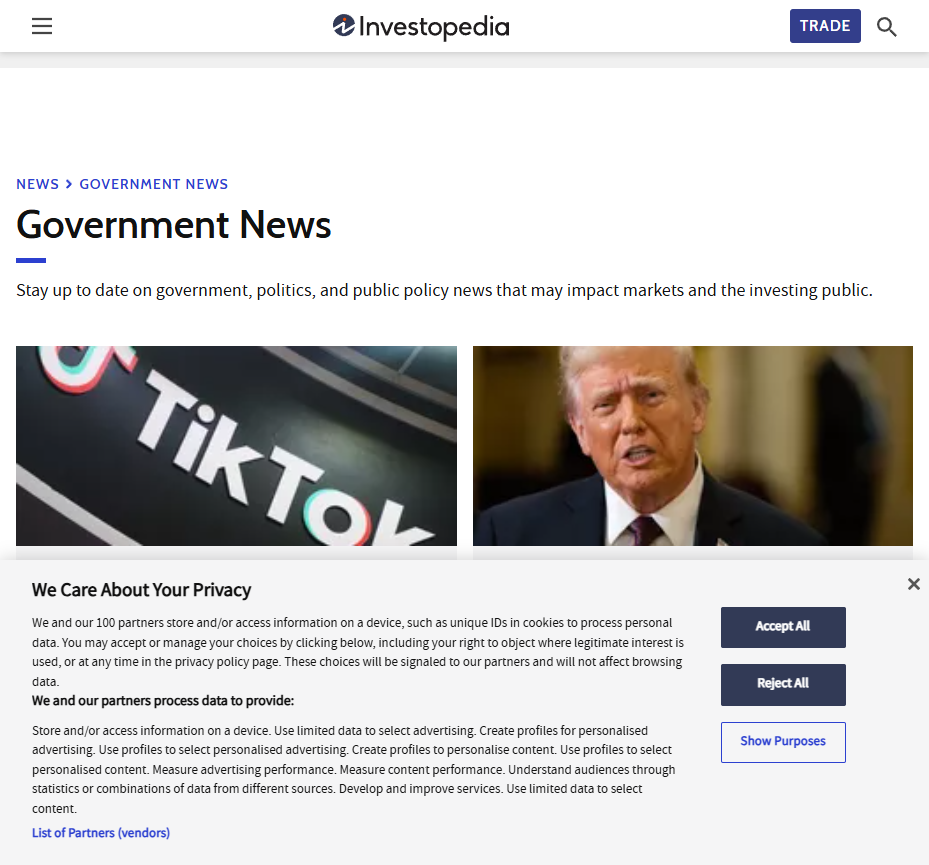 Investopedia
TRADE
NEWS > GOVERNMENT NEWS
Government News
Stay up to date on government, politics, and public policy news that may impact markets and the investing public.
TikTok
We Care About Your Privacy
We and our 100 partners store and/or access information on a device, such as unique IDs in cookies to process personal
data. You may accept or manage your choices by clicking below, including your right to object where legitimate interest is
used, or at any time in the privacy policy page. These choices will be signaled to our partners and will not affect browsing
data.
We and our partners process data to provide:
Store and/or access information on a device. Use limited data to select advertising. Create profiles for personalised
advertising. Use profiles to select personalised advertising. Create profiles to personalise content. Use profiles to select
personalised content. Measure advertising performance. Measure content performance. Understand audiences through
statistics or combinations of data from different sources. Develop and improve services. Use limited data to select
content.
List of Partners (vendors)
Accept All
Reject All
Show Purposes